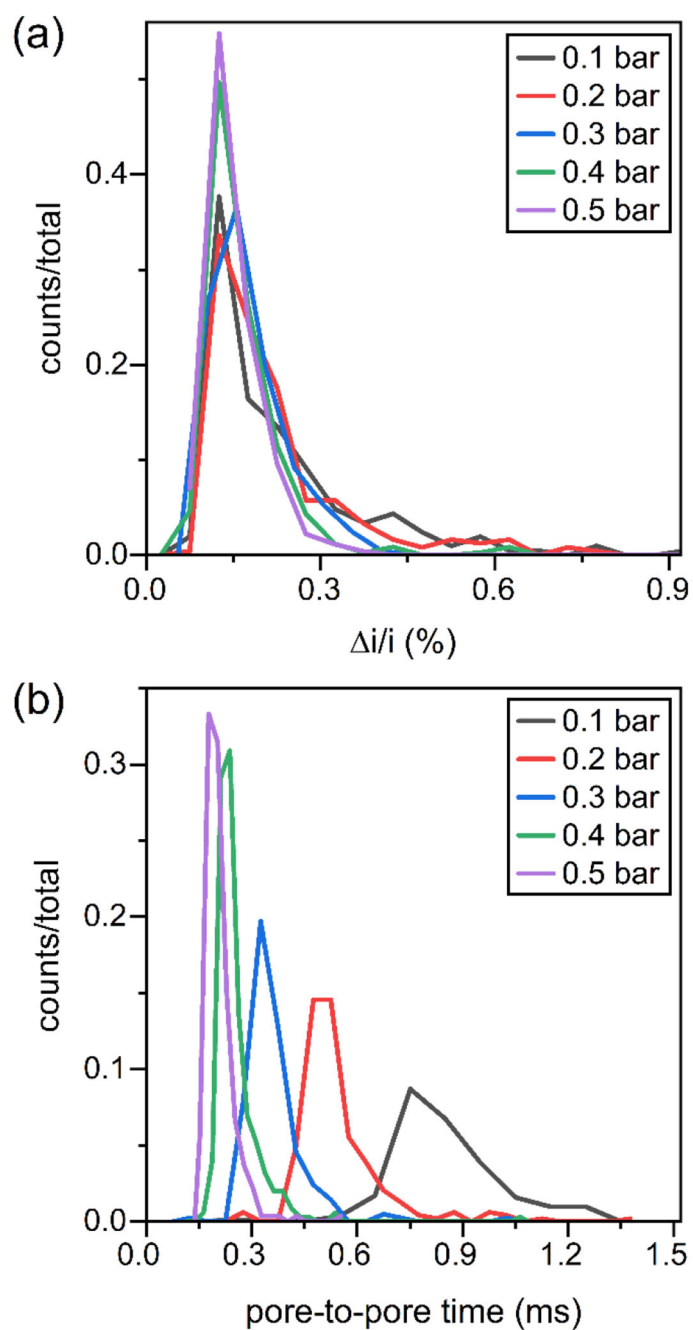 (a)
0.1 bar
0.2 bar
0.3 bar
0.4 bar
0.5 bar
counts/total
0.4
0.2
0.0
0.0 0.3 0.6 0.9
Δi/i (%)
(b)
0.1 bar
0.2 bar
0.3 bar
0.4 bar
0.5 bar
counts/total
0.3
0.2
0.1
0.0
0.0 0.3 0.6 0.9 1.2 1.5
pore-to-pore time (ms)